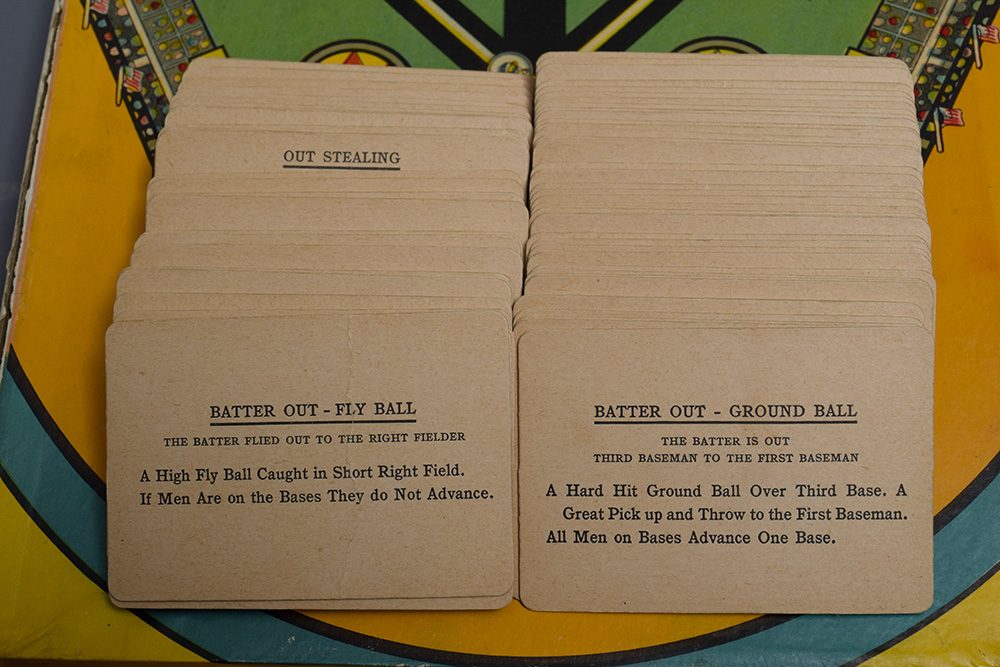 OUT STEALING
BATTER OUT - FLY BALL
THE BATTER FLIED OUT TO THE RIGHT FIELDER
A High Fly Ball Caught in Short Right Field.
If Men Are on the Bases They do Not Advance.
BATTER OUT - GROUND BALL
THE BATTER IS OUT
THIRD BASEMAN TO THE FIRST BASEMAN
A Hard Hit Ground Ball Over Third Base. A
Great Pick up and Throw to the First Baseman.
All Men on Bases Advance One Base.